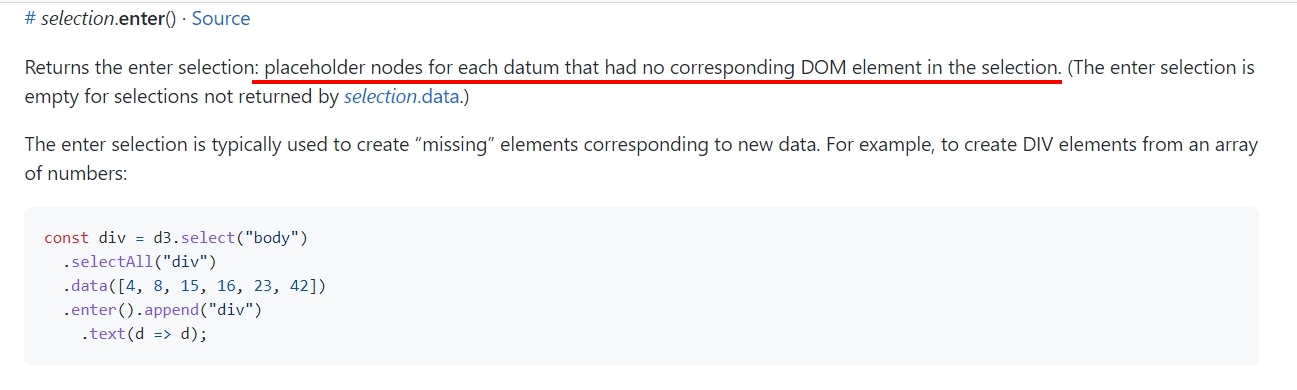 # selection.enter() · Source
Returns the enter selection: placeholder nodes for each datum that had no corresponding DOM element in the selection. (The enter selection is
empty for selections not returned by selection.data.)
The enter selection is typically used to create “missing” elements corresponding to new data. For example, to create DIV elements from an array
of numbers:
const div = d3.select("body")
  .selectAll("div")
  .data([4, 8, 15, 16, 23, 42])
  .enter().append("div")
    .text(d => d);